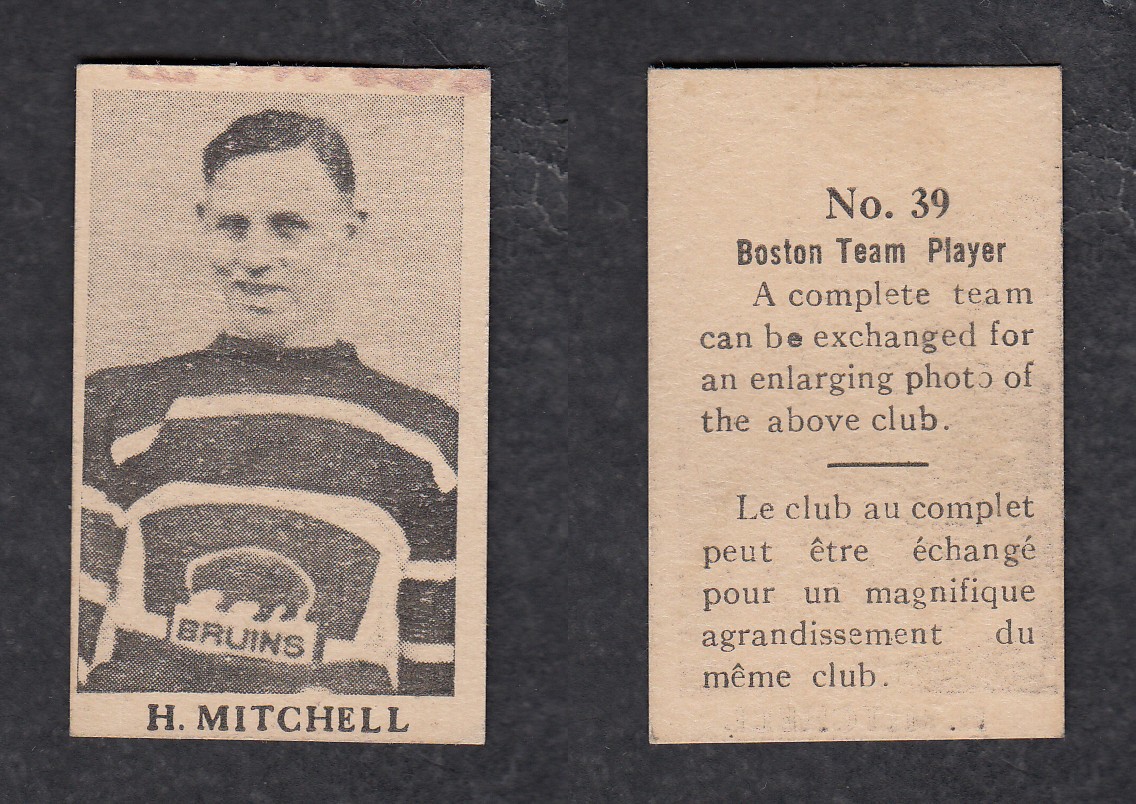 BRUINS
H. MITCHELL
No. 39
Boston Team Player
A complete team
can be exchanged for
an enlarging photo of
the above club.
Le club au complet
peut être échangé
pour un magnifique
agrandissement du
même club.